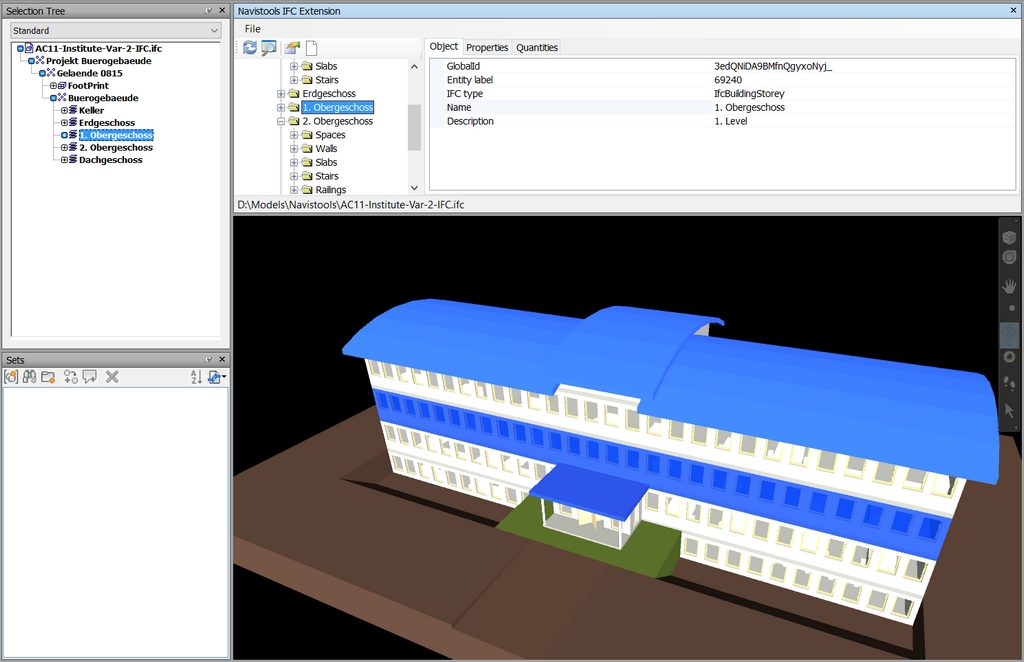 Selection Tree
Standard
AC11-Institute-Var-2-IFC.ifc
Projekt Buerogebaeude
Gelaende 0815
FootPrint
Buerogebaeude
Keller
Erdgeschoss
1. Obergeschoss
2. Obergeschoss
Dachgeschoss
Sets
Navistools IFC Extension
File
Slabs
Stairs
Erdgeschoss
1. Obergeschoss
2. Obergeschoss
Spaces
Walls
Slabs
Stairs
Railings
Object Properties Quantities
GlobalId 3edQNiDA9BMfnQgyxoNyj_
Entity label 69240
IFC type IfcBuildingStorey
Name 1. Obergeschoss
Description 1. Level
D:\Models\Navistools\AC11-Institute-Var-2-IFC.ifc